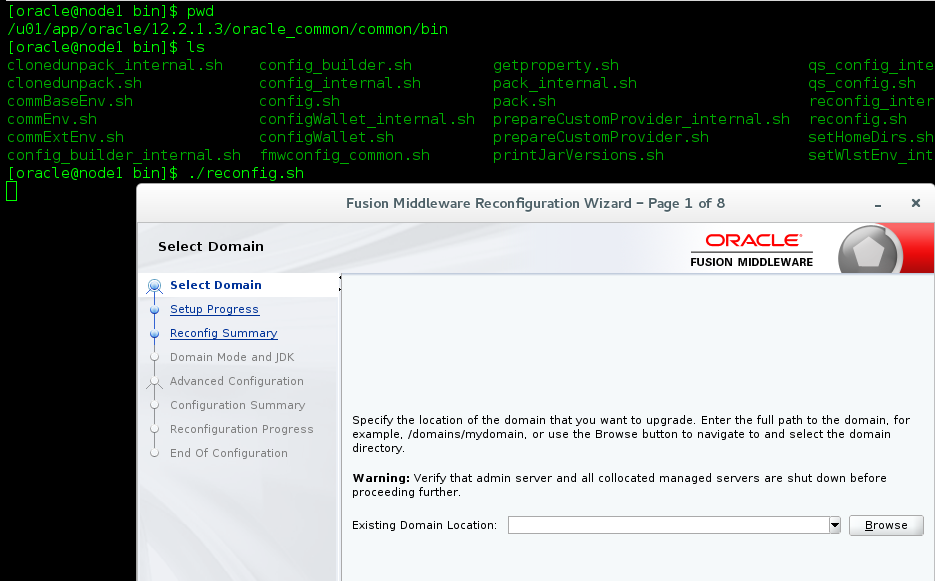 [oracle@node1 bin]$ pwd
/u01/app/oracle/12.2.1.3/oracle_common/common/bin
[oracle@node1 bin]$ ls
clonedunpack_internal.sh config_builder.sh getproperty.sh qs_config_inte
clonedunpack.sh config_internal.sh pack_internal.sh qs_config.sh
commBaseEnv.sh config.sh pack.sh reconfig_inter
commEnv.sh configWallet_internal.sh prepareCustomProvider_internal.sh reconfig.sh
commExtEnv.sh configWallet.sh prepareCustomProvider.sh setHomeDirs.sh
config_builder_internal.sh fmwconfig_common.sh printJarVersions.sh setWlstEnv_int
[oracle@node1 bin]$ ./reconfig.sh
Fusion Middleware Reconfiguration Wizard – Page 1 of 8
Select Domain
ORACLE
FUSION MIDDLEWARE
Select Domain
Setup Progress
Reconfig Summary
Domain Mode and JDK
Advanced Configuration
Configuration Summary
Reconfiguration Progress
End Of Configuration
Specify the location of the domain that you want to upgrade. Enter the full path to the domain, for
example, /domains/mydomain, or use the Browse button to navigate to and select the domain
directory.
Warning: Verify that admin server and all collocated managed servers are shut down before
proceeding further.
Existing Domain Location:
Browse